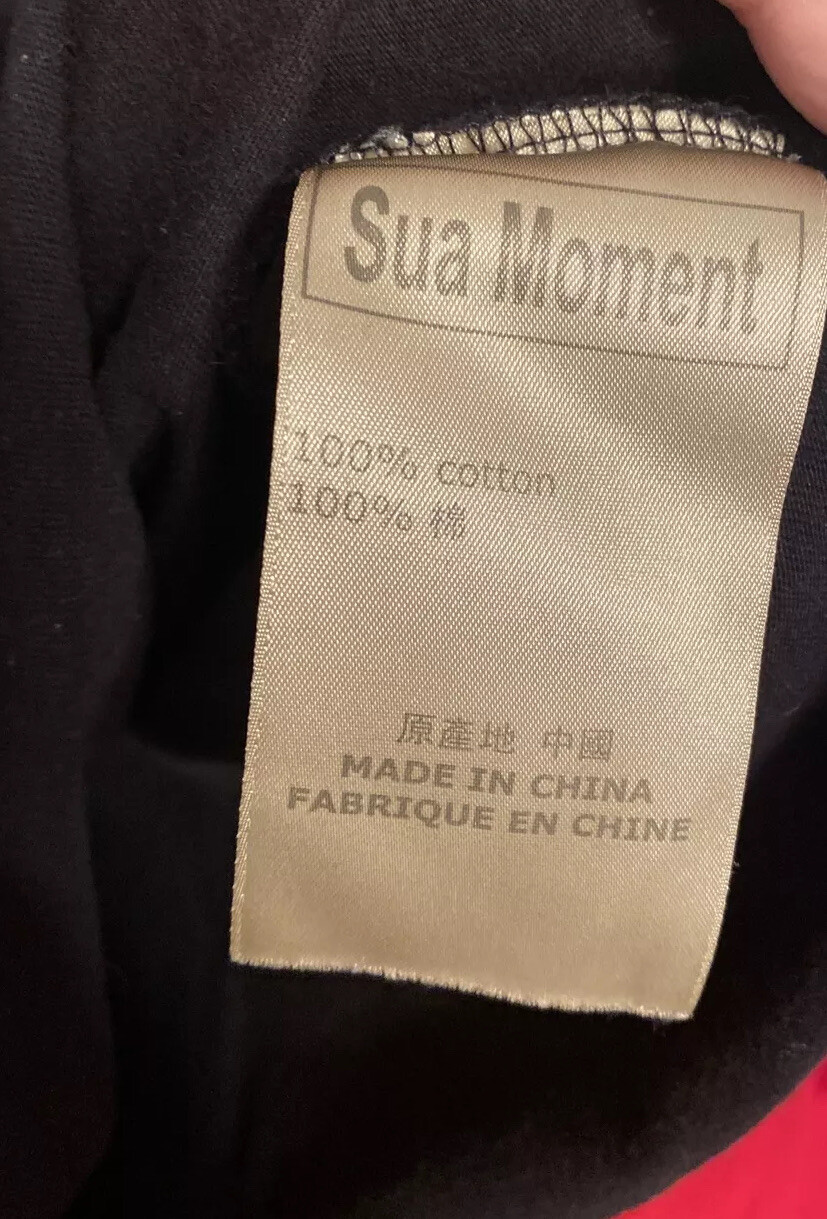 Sua Moment
100% cotton
100% 棉
原產地 中國
MADE IN CHINA
FABRIQUE EN CHINE